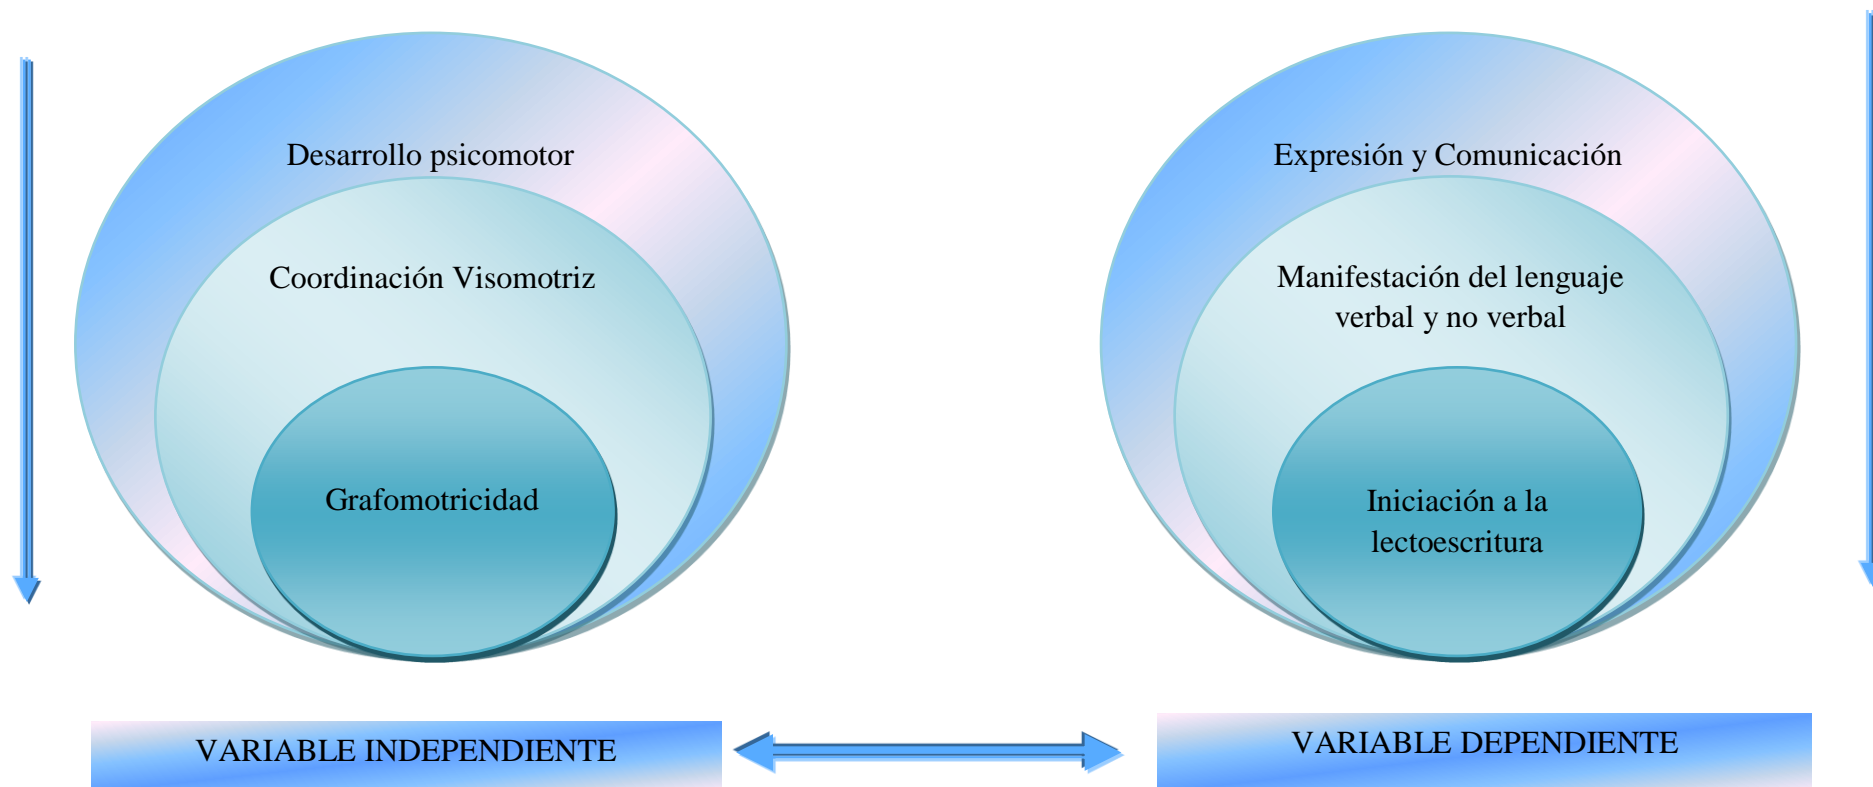 Desarrollo psicomotor
Coordinación Visomotriz
Grafomotricidad
VARIABLE INDEPENDIENTE
Expresión y Comunicación
Manifestación del lenguaje
verbal y no verbal
Iniciación a la
lectoescritura
VARIABLE DEPENDIENTE